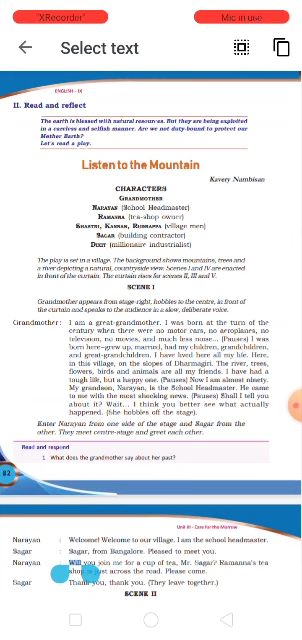 XRecorder
Mic in use
Select text
ENGLISH - IX
II. Read and reflect
The earth is blessed with natural resources. But they are being exploited
in a careless and selfish manner. Are we not duty-bound to protect our
Mother Earth?
Let's read a play.
Listen to the Mountain
Kavery Nambisan
CHARACTERS
GRANDMOTHER
NARAYAN (School Headmaster)
RAMANNA (tea-shop owner)
SHASTRI, KANNAN, RUDRAPPA (village men)
SAGAR (building contractor)
DIXIT (millionaire industrialist)
The play is set in a village. The background shows mountains, trees and
a river depicting a natural, countryside view. Scenes I and IV are enacted
in front of the curtain. The curtain rises for scenes II, III and V.
SCENE I
Grandmother appears from stage-right, hobbles to the centre, in front of
the curtain and speaks to the audience in a slow, deliberate voice.
Grandmother: I am a great-grandmother. I was born at the turn of the
century when there were no motor cars, no aeroplanes, no
television, no movies, and much less noise... (Pauses) I was
born here–grew up, married, had my children, grandchildren,
and great-grandchildren. I have lived here all my life. Here,
in this village, on the slopes of Dharmagiri. The river, trees,
flowers, birds and animals are all my friends. I have had a
tough life, but a happy one. (Pauses) Now I am almost ninety.
My grandson, Narayan, is the School Headmaster. He came
to me with the most shocking news. (Pauses) Shall I tell you
about it? Wait... I think you better see what actually
happened. (She hobbles off the stage).
Enter Narayan from one side of the stage and Sagar from the
other. They meet centre-stage and greet each other.
Read and respond
1. What does the grandmother say about her past?
82
Unit III - Care for the Morrow
Narayan : Welcome! Welcome to our village. I am the school headmaster.
Sagar : Sagar, from Bangalore. Pleased to meet you.
Narayan : Will you join me for a cup of tea, Mr. Sagar? Ramanna's tea
shop is just across the road. Please come.
Sagar : Thank you, thank you. (They leave together.)
SCENE II